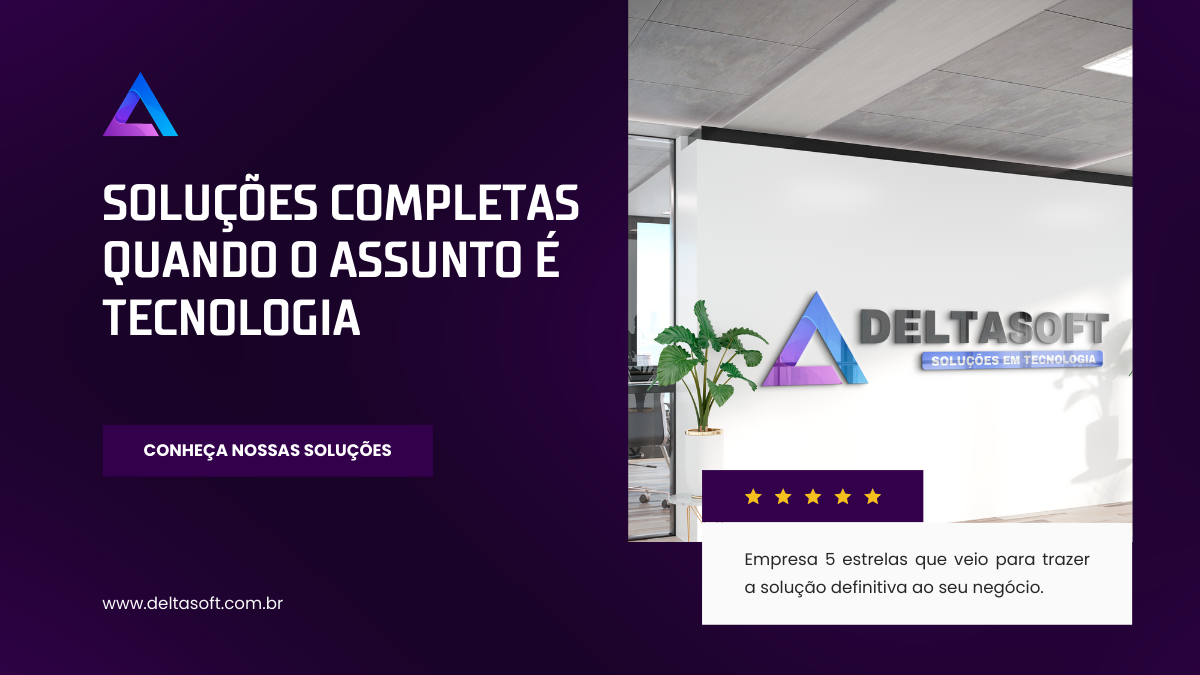 SOLUÇÕES COMPLETAS
QUANDO O ASSUNTO É
TECNOLOGIA
CONHEÇA NOSSAS SOLUÇÕES
www.deltasoft.com.br
DELTASOFT
SOLUÇÕES EM TECNOLOGIA
Empresa 5 estrelas que veio para trazer
a solução definitiva ao seu negócio.